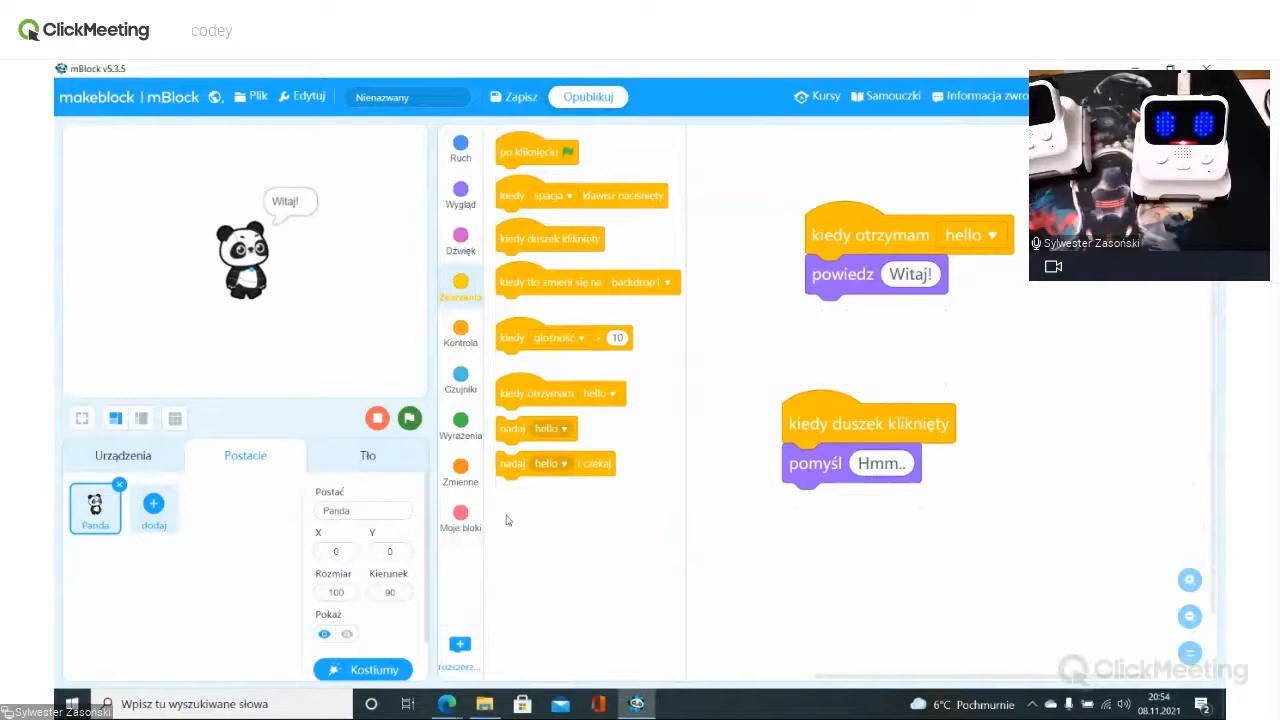 ClickMeeting
codey
mBlock v5.3.5
makeblock | mBlock
Plik
Edytuj
Nienazwany
Zapisz
Opublikuj
Kursy
Samouczki
Informacja zwro
Witaj!
Ruch
Wygląd
Dźwięk
Zdarzenia
Kontrola
Czujniki
Wyrażenia
Zmienne
Moje bloki
rozszerz...
po kliknięciu
kiedy spacja klawisz naciśnięty
kiedy duszek kliknięty
kiedy tło zmieni się na backdrop1
kiedy głośność > 10
kiedy otrzymam hello
nadaj hello
nadaj hello i czekaj
kiedy otrzymam hello
powiedz Witaj!
kiedy duszek kliknięty
pomyśl Hmm..
Sylwester Zasoński
Urządzenia
Postacie
Tło
Panda
dodaj
Postać
Panda
X Y
0 0
Rozmiar Kierunek
100 90
Pokaż
Kostiumy
ClickMeeting
Wpisz tu wyszukiwane słowa
6°C Pochmurnie
20:54
08.11.2021
2
Sylwester Zasoński